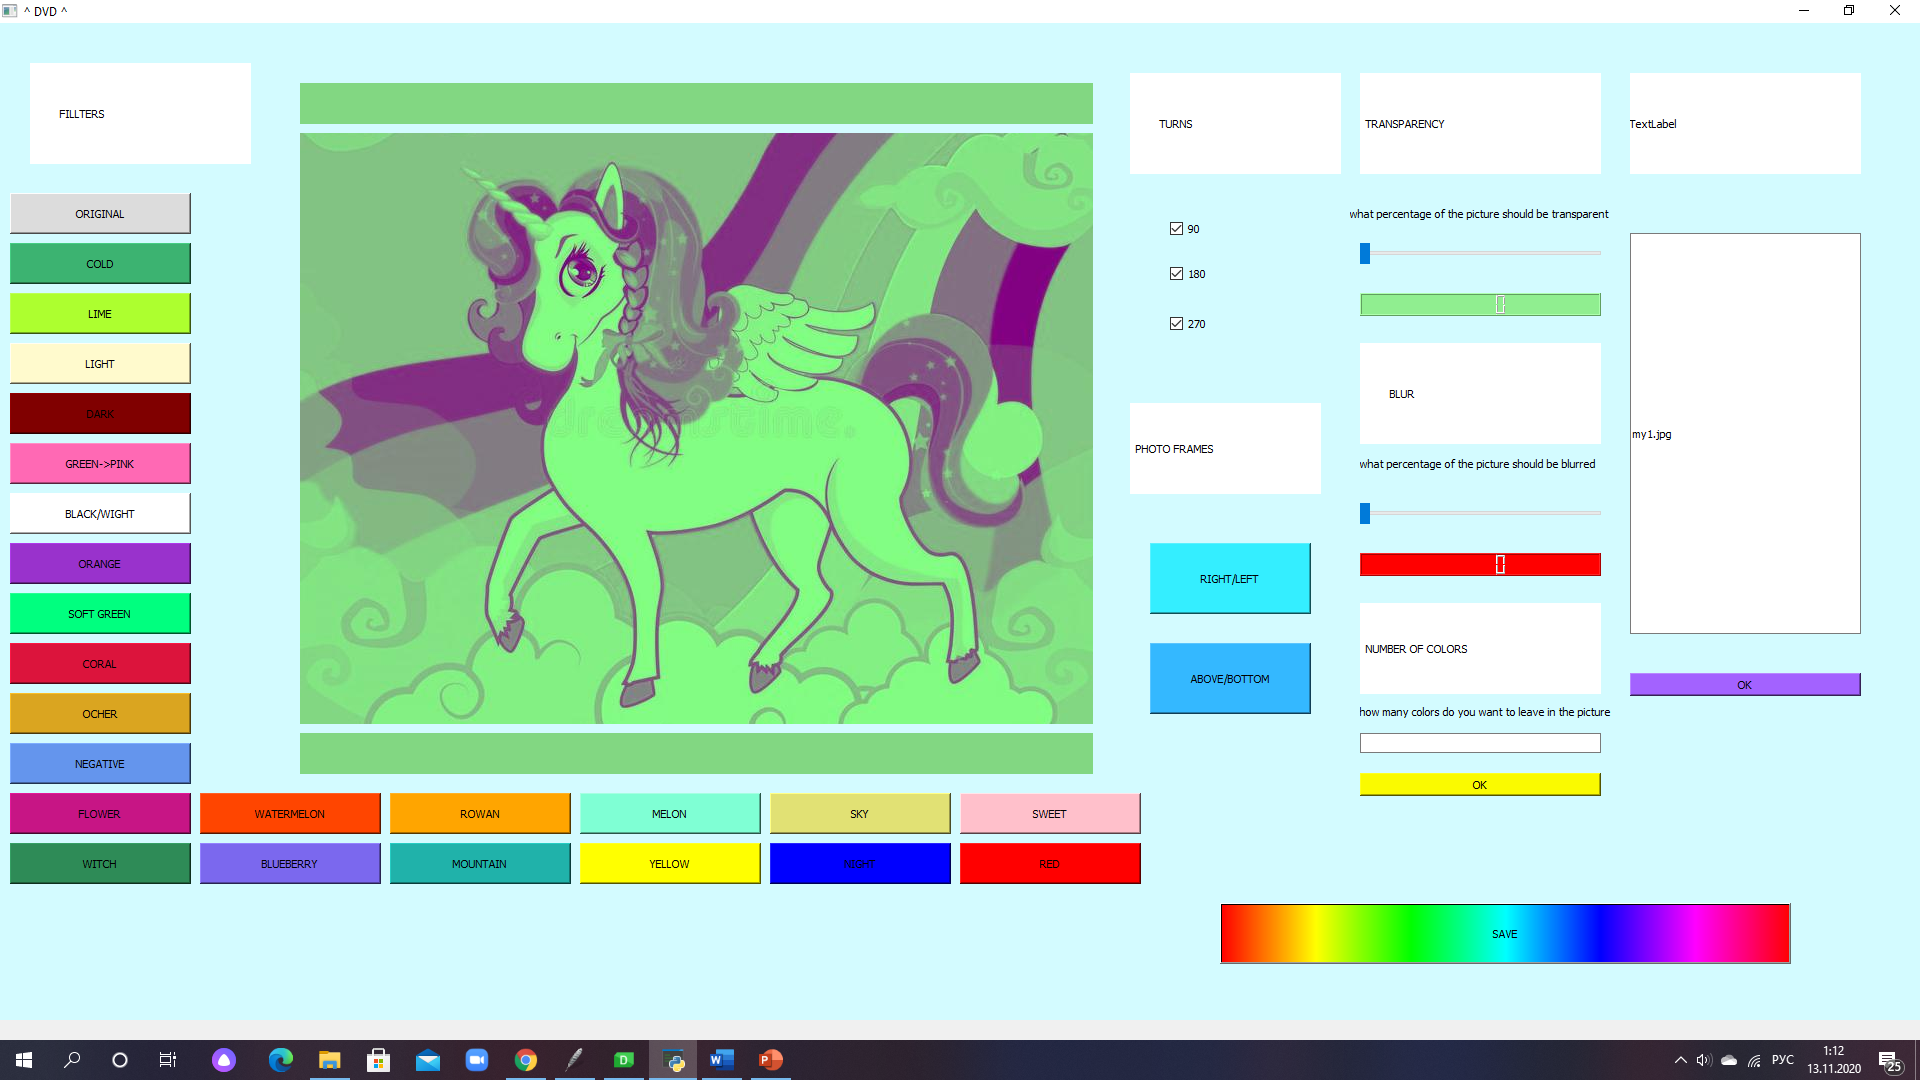 ^ DVD ^
FILLTERS
ORIGINAL
COLD
LIME
LIGHT
DARK
GREEN->PINK
BLACK/WIGHT
ORANGE
SOFT GREEN
CORAL
OCHER
NEGATIVE
FLOWER
WATERMELON
ROWAN
MELON
SKY
SWEET
WITCH
BLUEBERRY
MOUNTAIN
YELLOW
NIGHT
RED
dreamstime.
TURNS
90
180
270
PHOTO FRAMES
RIGHT/LEFT
ABOVE/BOTTOM
TRANSPARENCY
what percentage of the picture should be transparent
0
BLUR
what percentage of the picture should be blurred
0
NUMBER OF COLORS
how many colors do you want to leave in the picture
OK
TextLabel
my1.jpg
OK
SAVE
РУС
1:12
13.11.2020
25